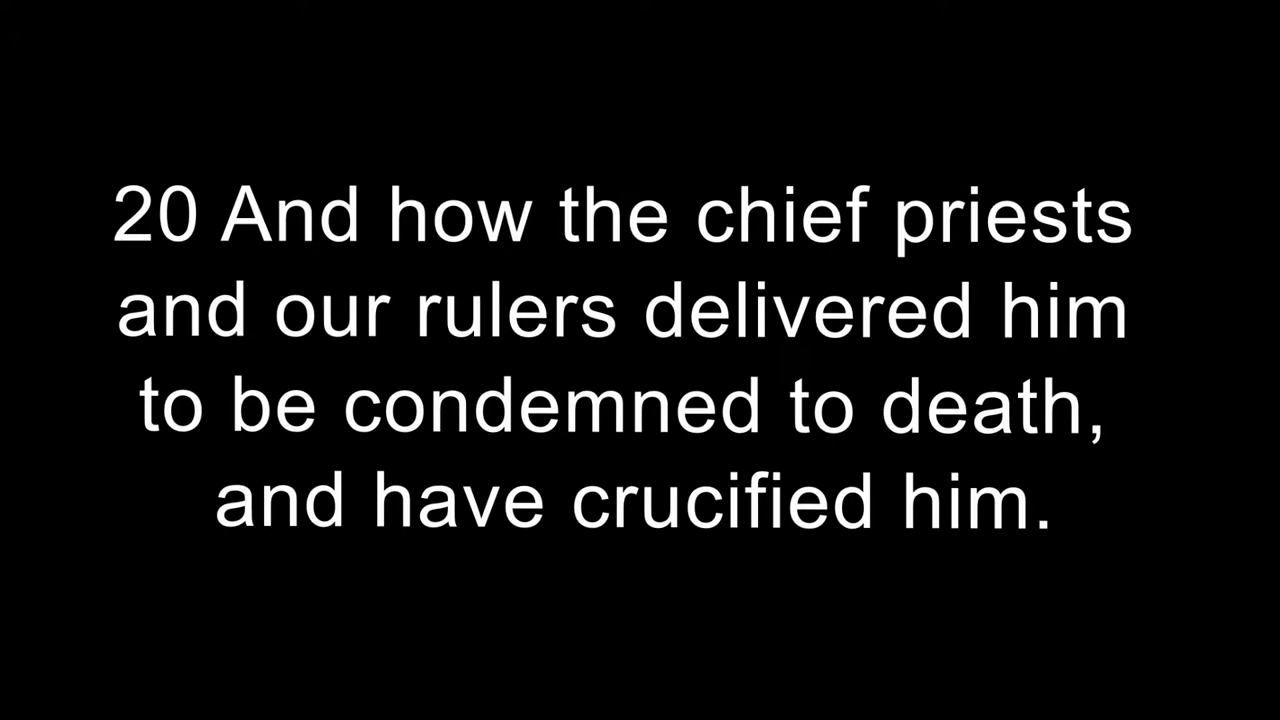 20 And how the chief priests
and our rulers delivered him
to be condemned to death,
and have crucified him.